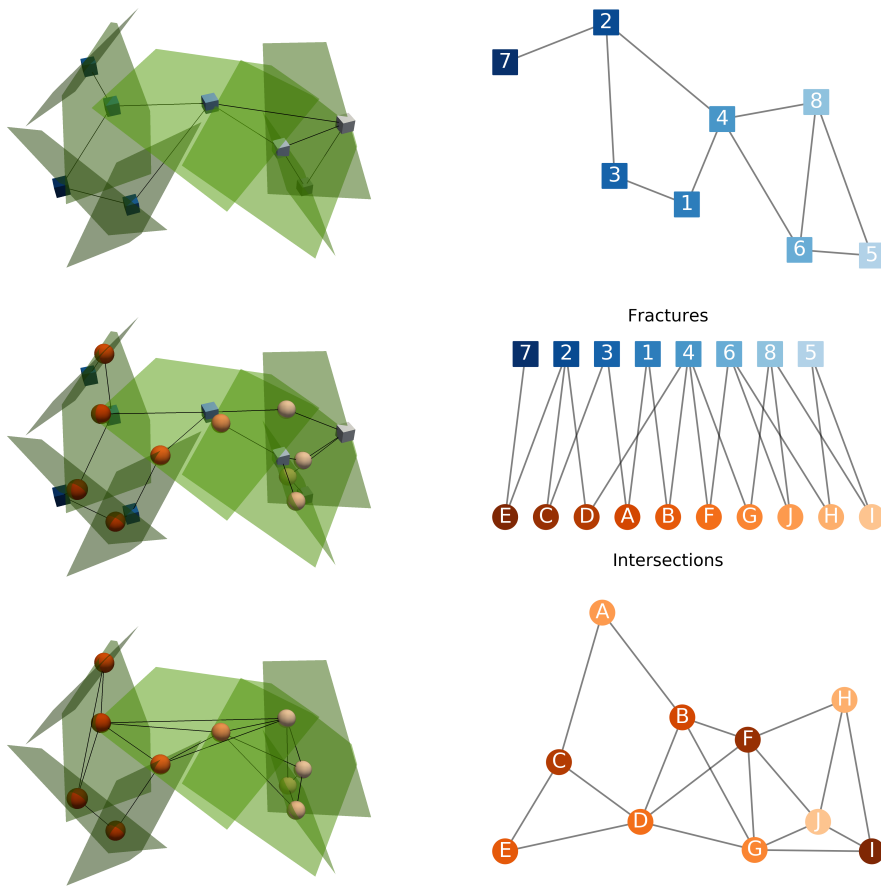 2
7
8
4
3
1
6
5
Fractures
7 2 3 1 4 6 8 5
E C D A B F G J H I
Intersections
A
H
B
F
C
D
J
E
G
I